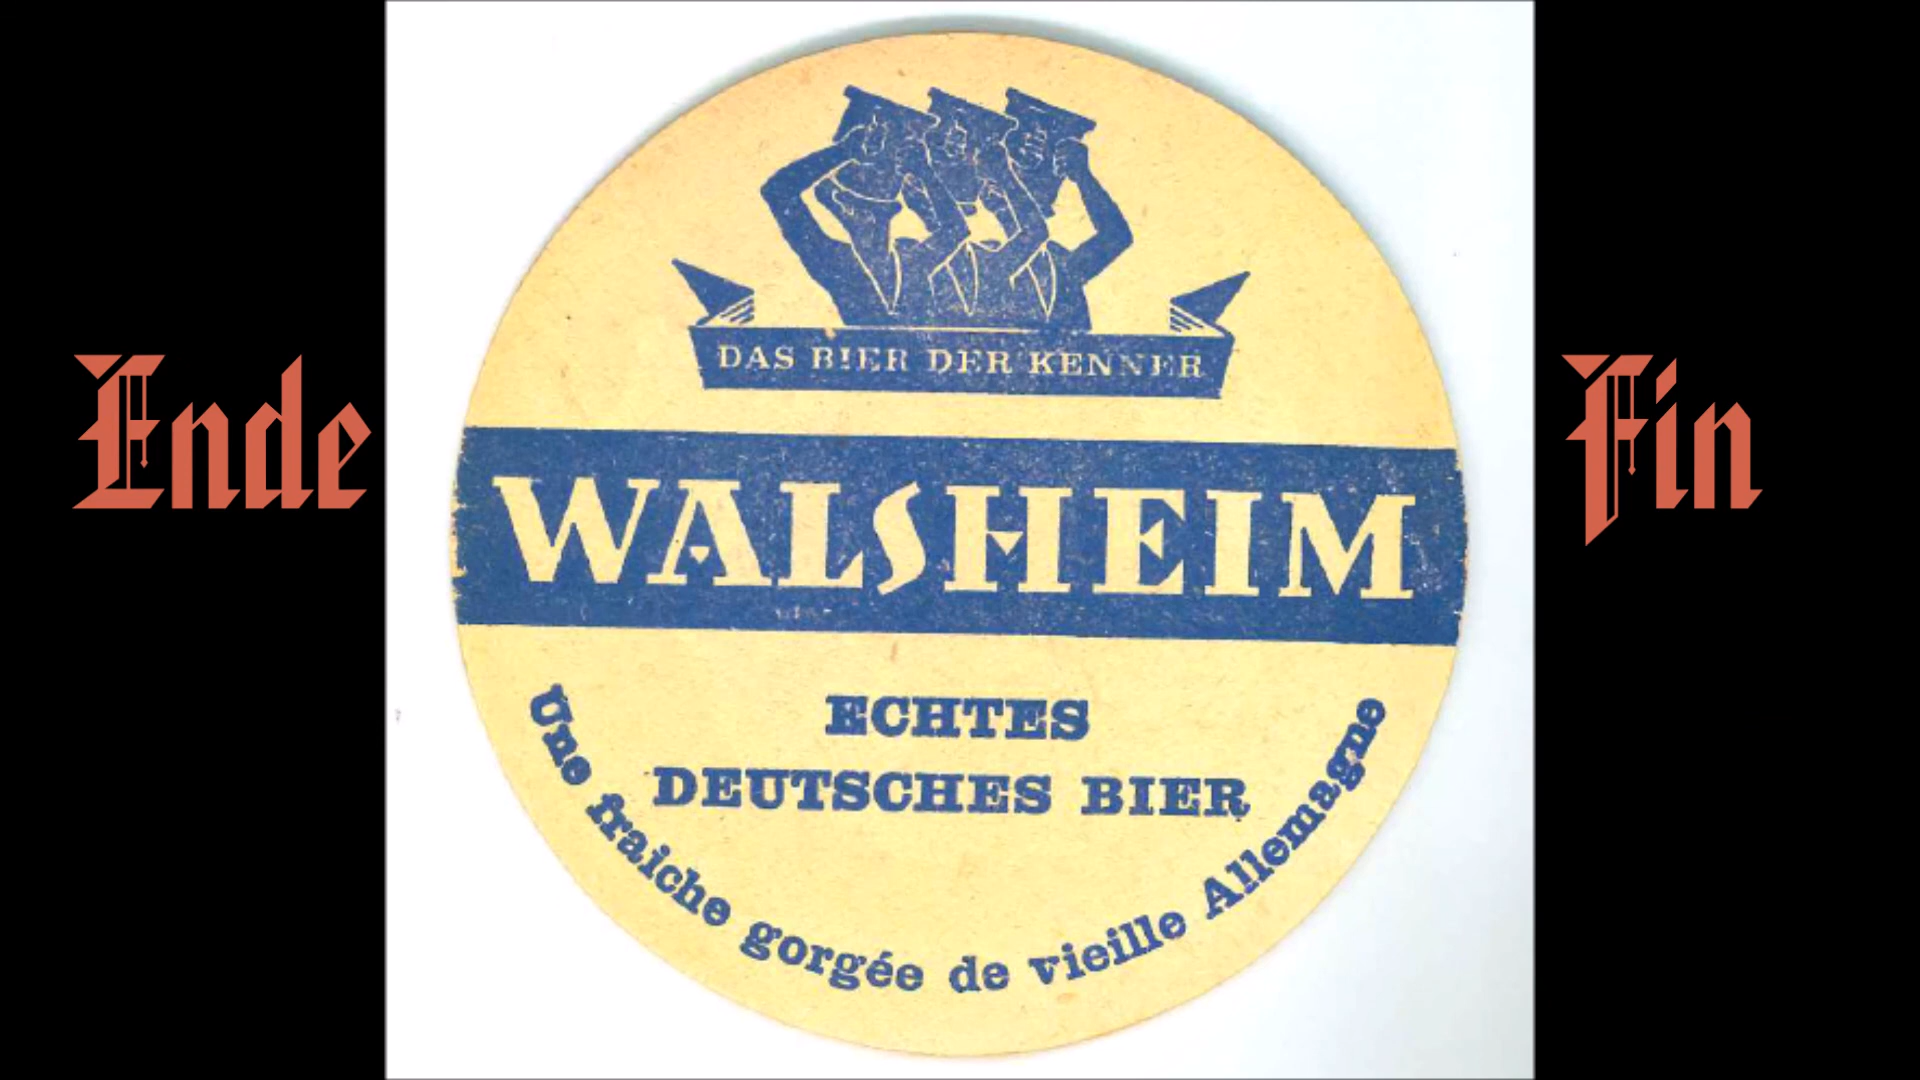 Ende
DAS BIER DER KENNER
WALSHEIM
ECHTES
DEUTSCHES BIER
Une fraiche gorgée de vieille Allemagne
Fin